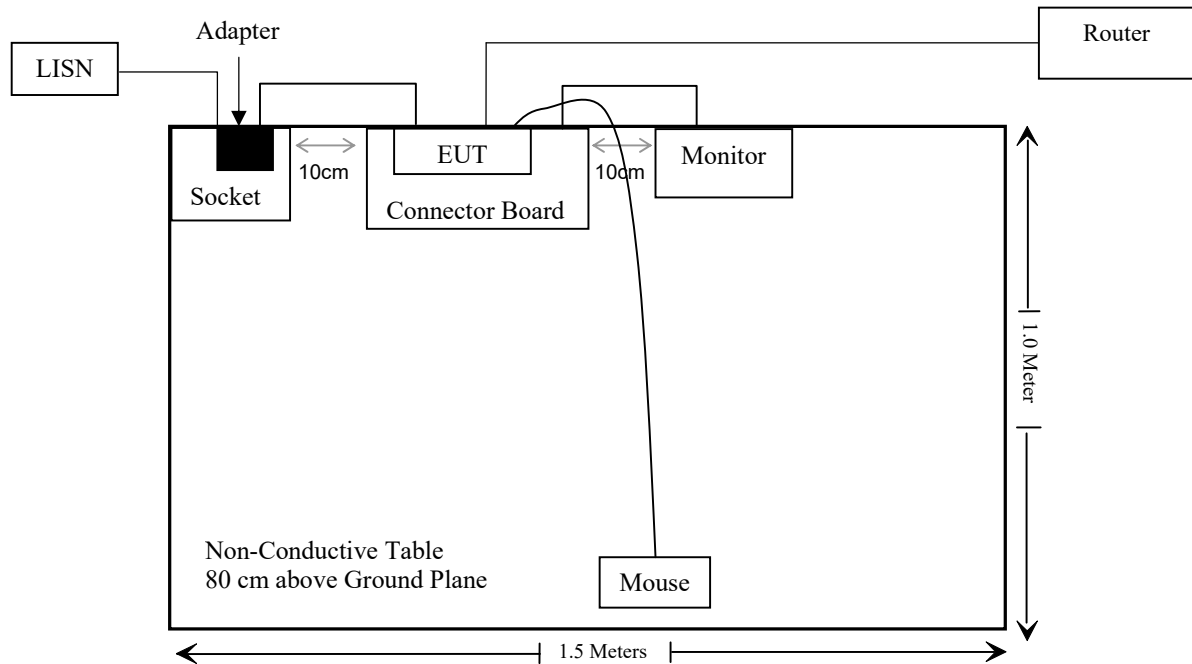 Adapter
Router
LISN
EUT
Monitor
10cm
10cm
Socket
Connector Board
1.0 Meter
Non-Conductive Table
80 cm above Ground Plane
Mouse
1.5 Meters